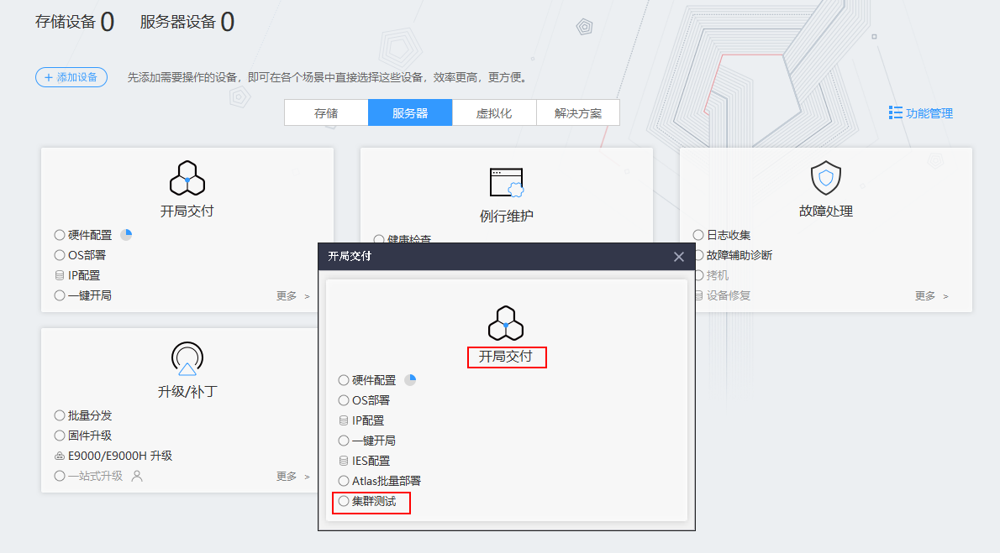 存储设备 0 服务器设备 0
+ 添加设备 先添加需要操作的设备，即可在各个场景中直接选择这些设备，效率更高，更方便。
存储 服务器 虚拟化 解决方案
功能管理
开局交付
硬件配置
OS部署
IP配置
一键开局
更多 >
例行维护
健康检查
故障处理
日志收集
故障辅助诊断
拷机
设备修复
更多 >
升级/补丁
批量分发
固件升级
E9000/E9000H 升级
一站式升级
更多 >
开局交付
开局交付
硬件配置
OS部署
IP配置
一键开局
IES配置
Atlas批量部署
集群测试